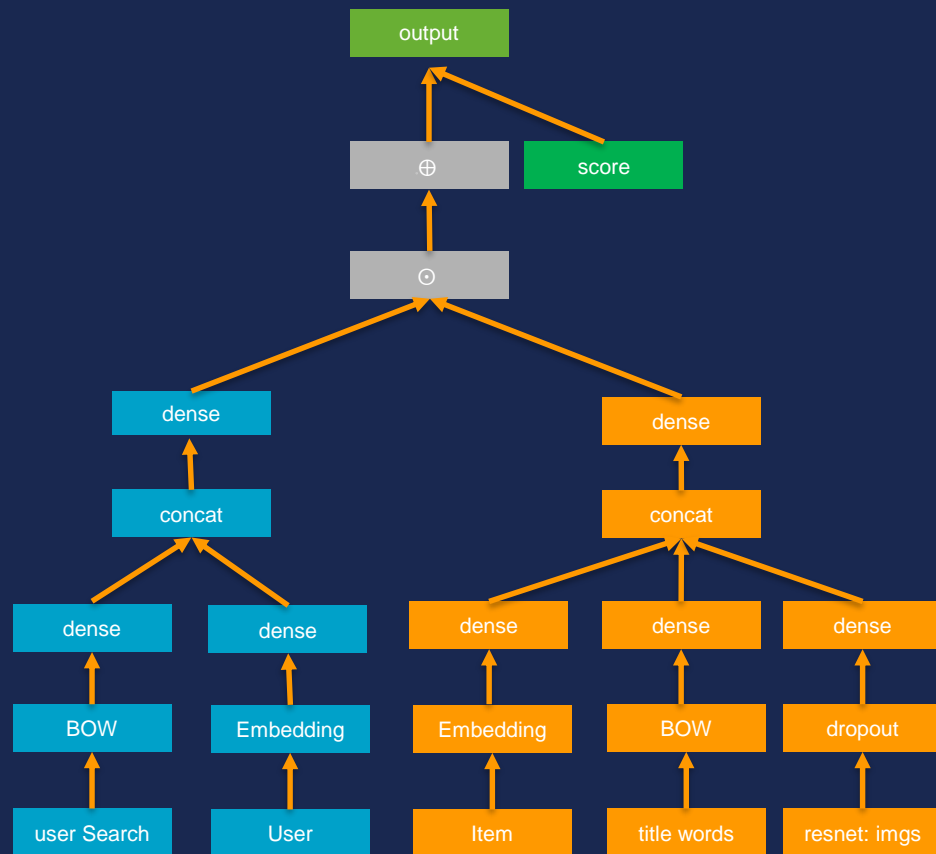 output
⊕
score
⊙
dense
dense
concat
concat
dense
dense
dense
dense
dense
BOW
Embedding
Embedding
BOW
dropout
user Search
User
Item
title words
resnet: imgs